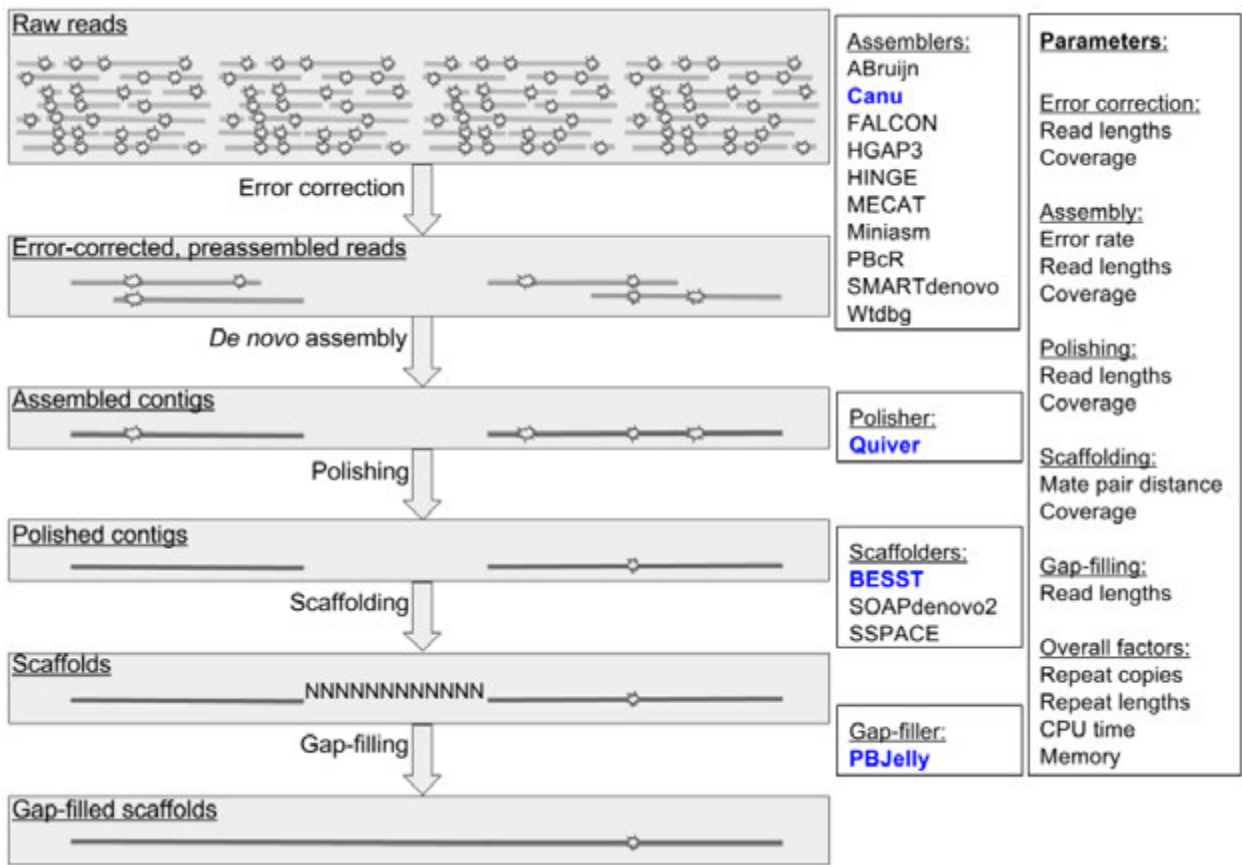 Raw reads
Error correction
Error-corrected, preassembled reads
De novo assembly
Assembled contigs
Polishing
Polished contigs
Scaffolding
Scaffolds
NNNNNNNNNNNN
Gap-filling
Gap-filled scaffolds
Assemblers:
ABruijn
Canu
FALCON
HGAP3
HINGE
MECAT
Miniasm
PBcR
SMARTdenovo
Wtdbg
Polisher:
Quiver
Scaffolders:
BESST
SOAPdenovo2
SSPACE
Gap-filler:
PBJelly
Parameters:
Error correction:
Read lengths
Coverage
Assembly:
Error rate
Read lengths
Coverage
Polishing:
Read lengths
Coverage
Scaffolding:
Mate pair distance
Coverage
Gap-filling:
Read lengths
Overall factors:
Repeat copies
Repeat lengths
CPU time
Memory